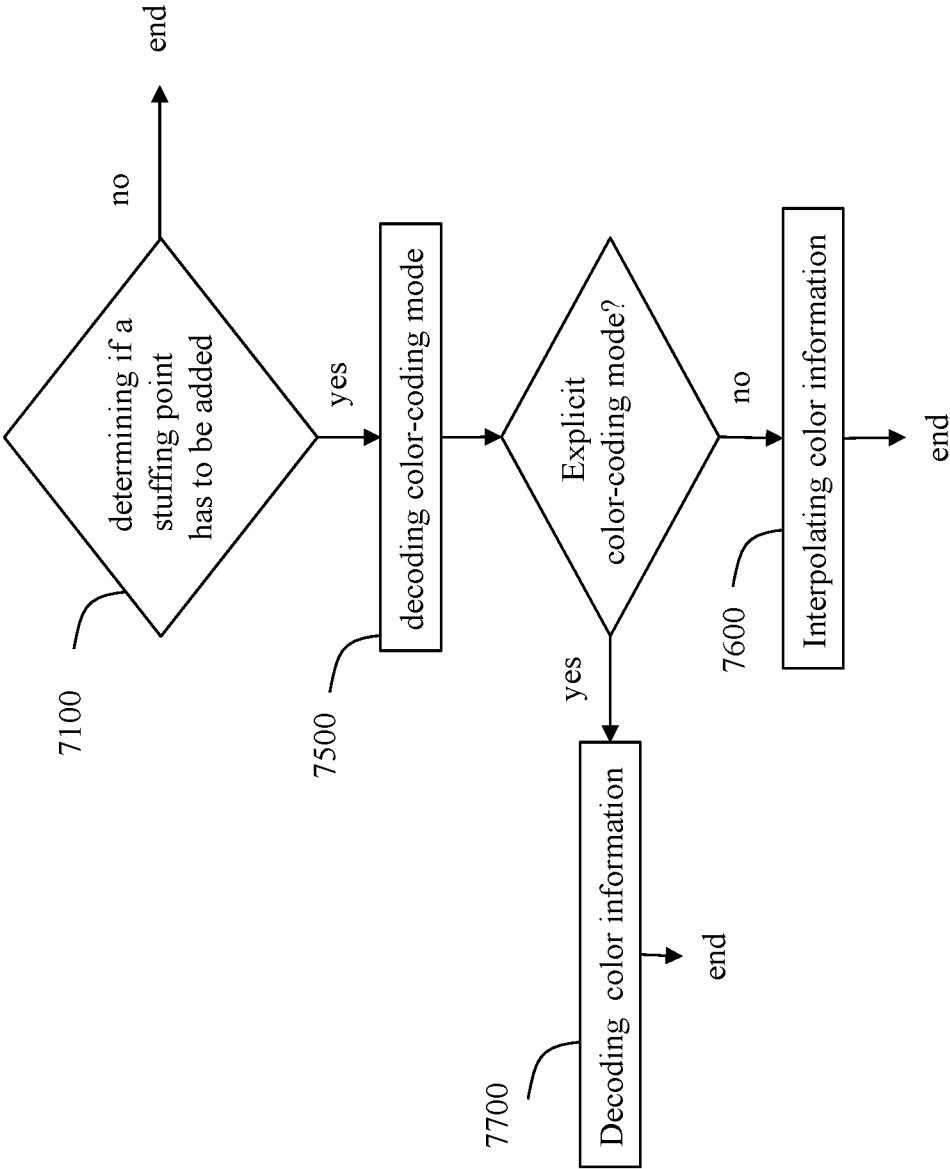 7100
determining if a
stuffing point
has to be added
no
end
yes
7500
decoding color-coding mode
Explicit
color-coding mode?
yes
no
7700
Decoding color information
end
7600
Interpolating color information
end